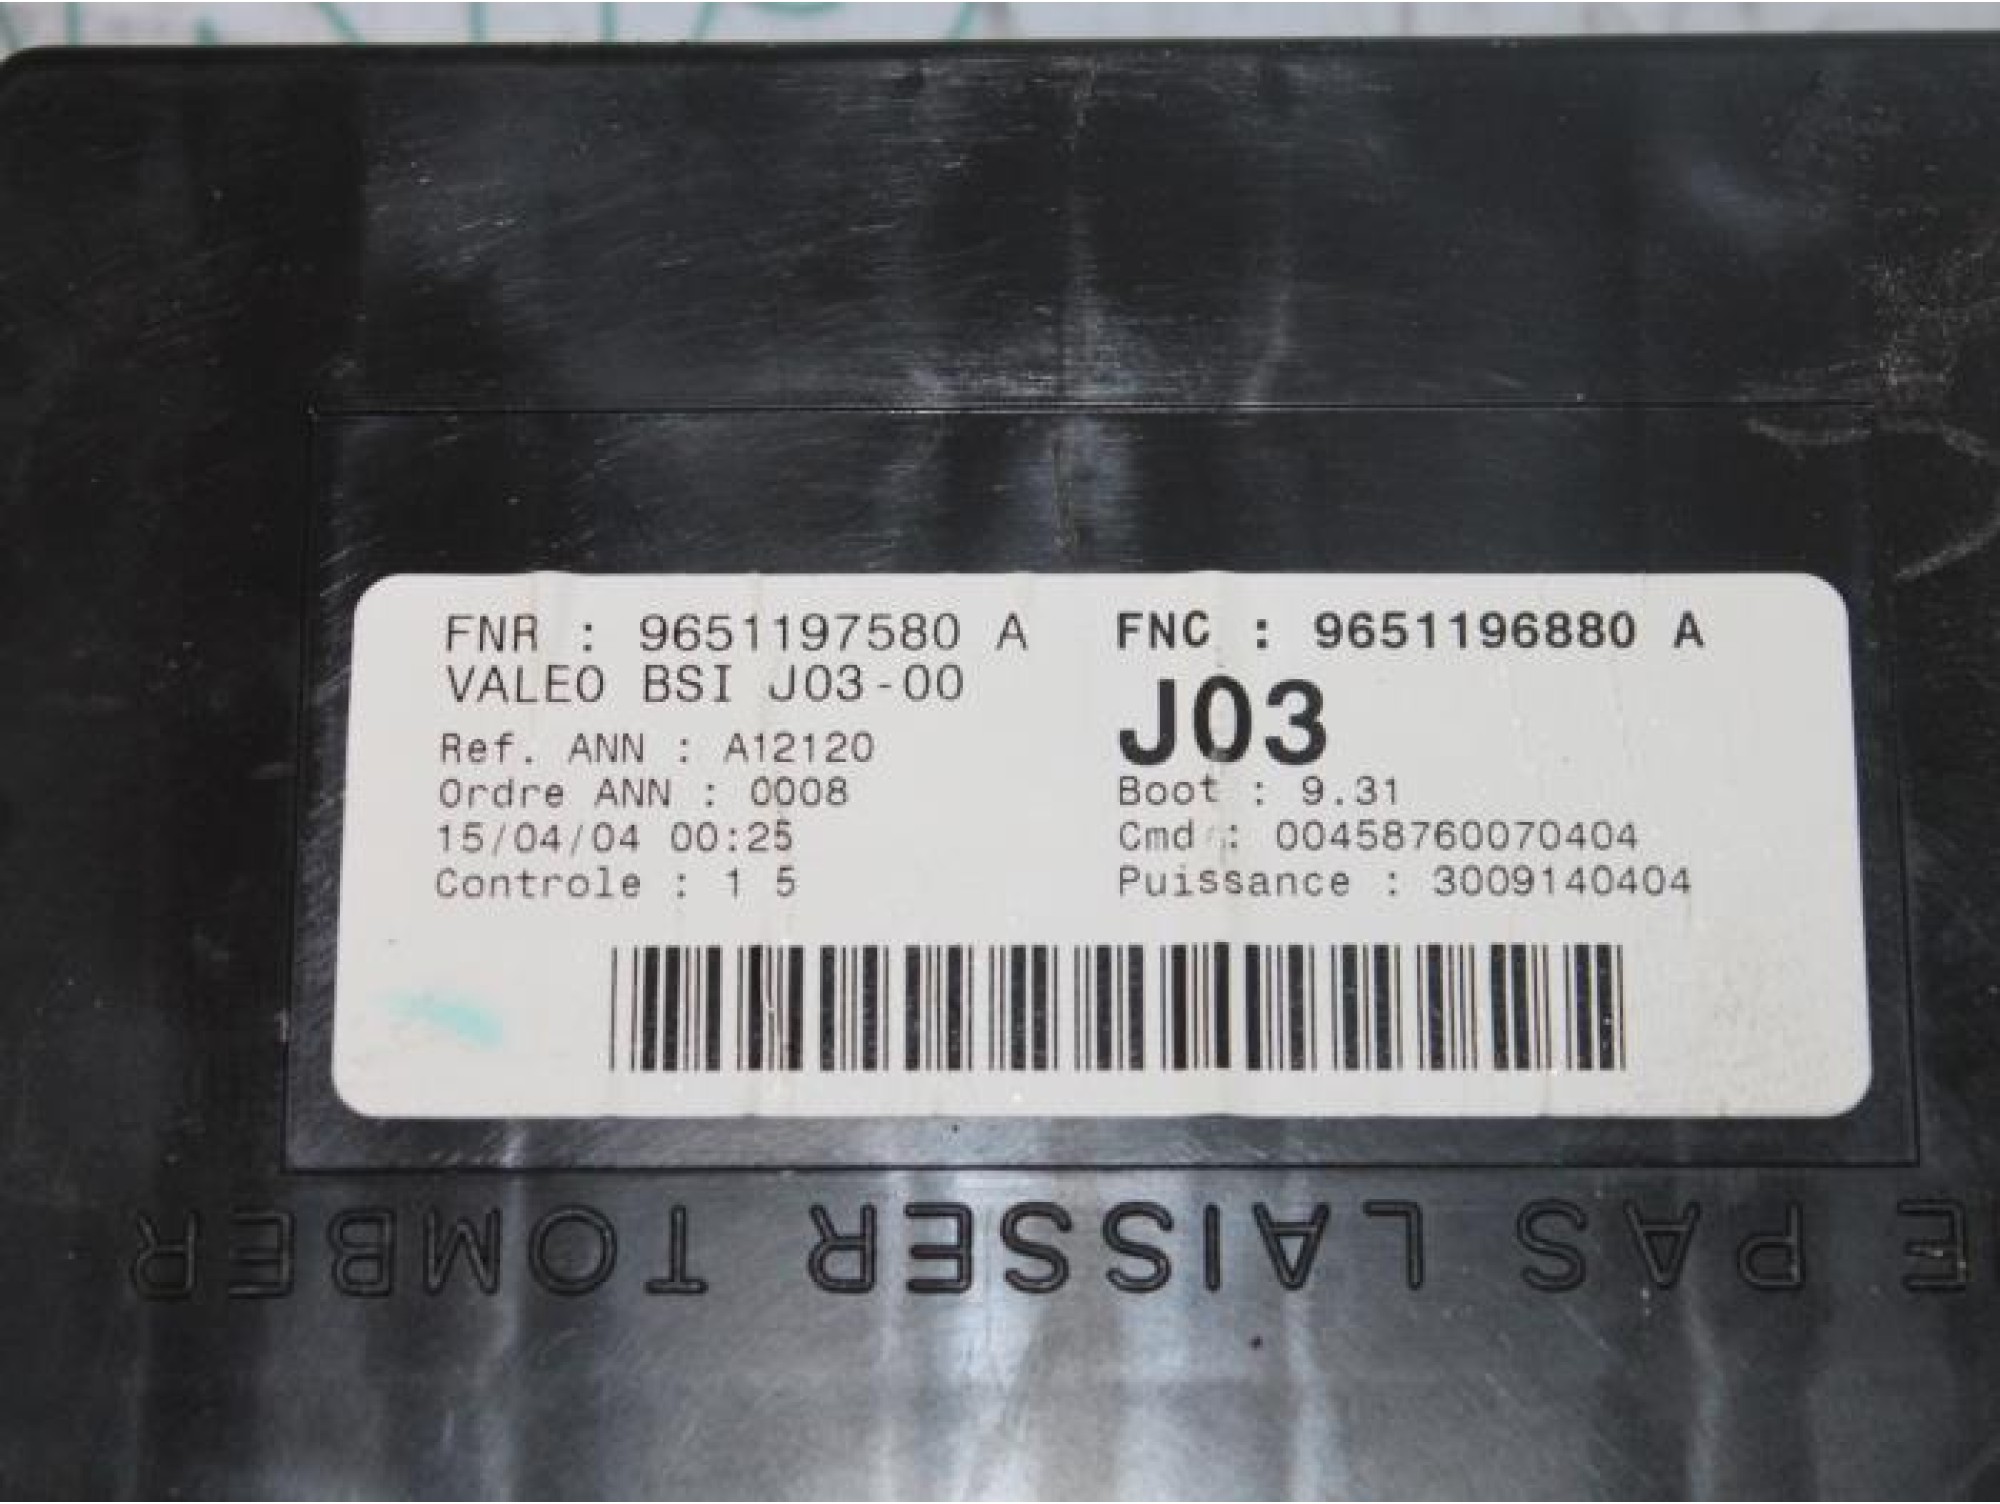 FNR : 9651197580 A
VALEO BSI J03-00
Ref. ANN : A12120
Ordre ANN : 0008
15/04/04 00:25
Controle : 1 5
FNC : 9651196880 A
J03
Boot : 9.31
Cmd : 00458760070404
Puissance : 3009140404
E PAS LAISSER TOMBER